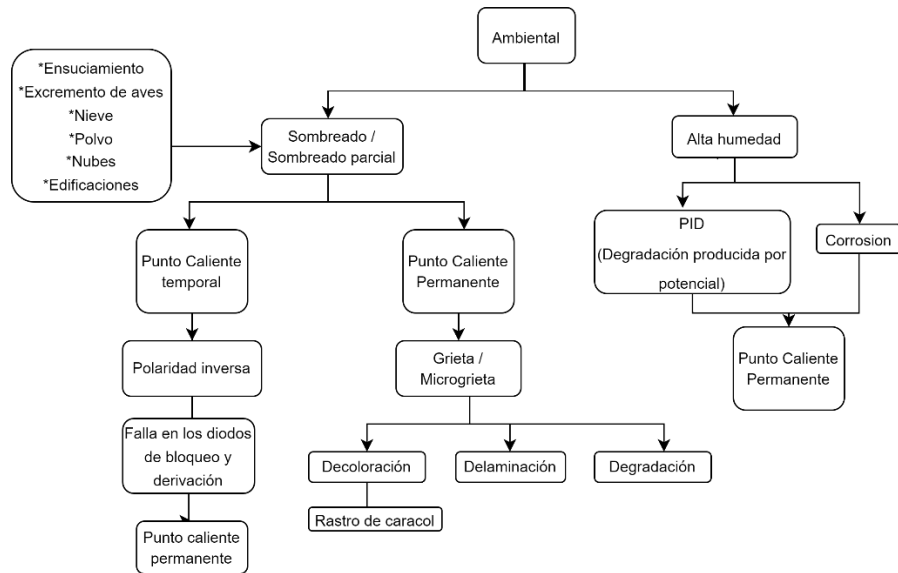 Ambiental
*Ensuciamiento
*Excremento de aves
*Nieve
*Polvo
*Nubes
*Edificaciones
Sombreado /
Sombreado parcial
Alta humedad
Punto Caliente
temporal
Punto Caliente
Permanente
PID
(Degradación producida por
potencial)
Corrosion
Polaridad inversa
Grieta /
Microgrieta
Punto Caliente
Permanente
Falla en los diodos
de bloqueo y
derivación
Decoloración
Delaminación
Degradación
Rastro de caracol
Punto caliente
permanente